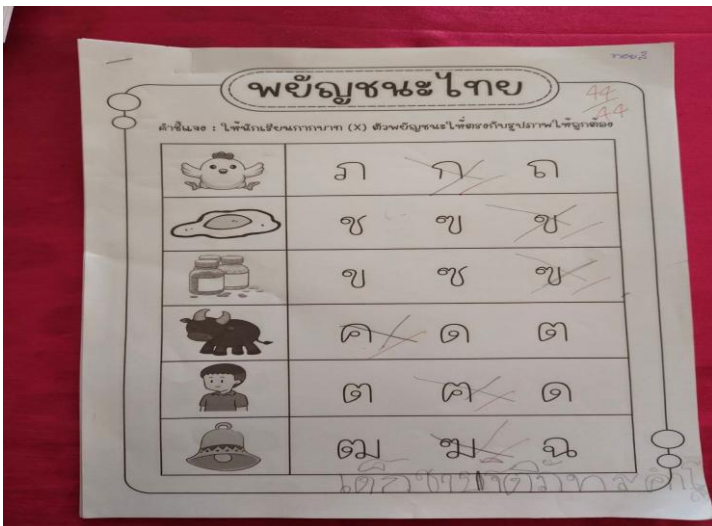 พยัญชนะไทย
44
44
คำชี้แจง : ให้นักเรียนกากบาท (X) ตัวพยัญชนะให้ตรงกับรูปภาพให้ถูกต้อง
ภ ก ถ
ช ฃ ข
ข ซ ฃ
ค ด ต
ต ฅ ด
ฒ ฆ ฉ